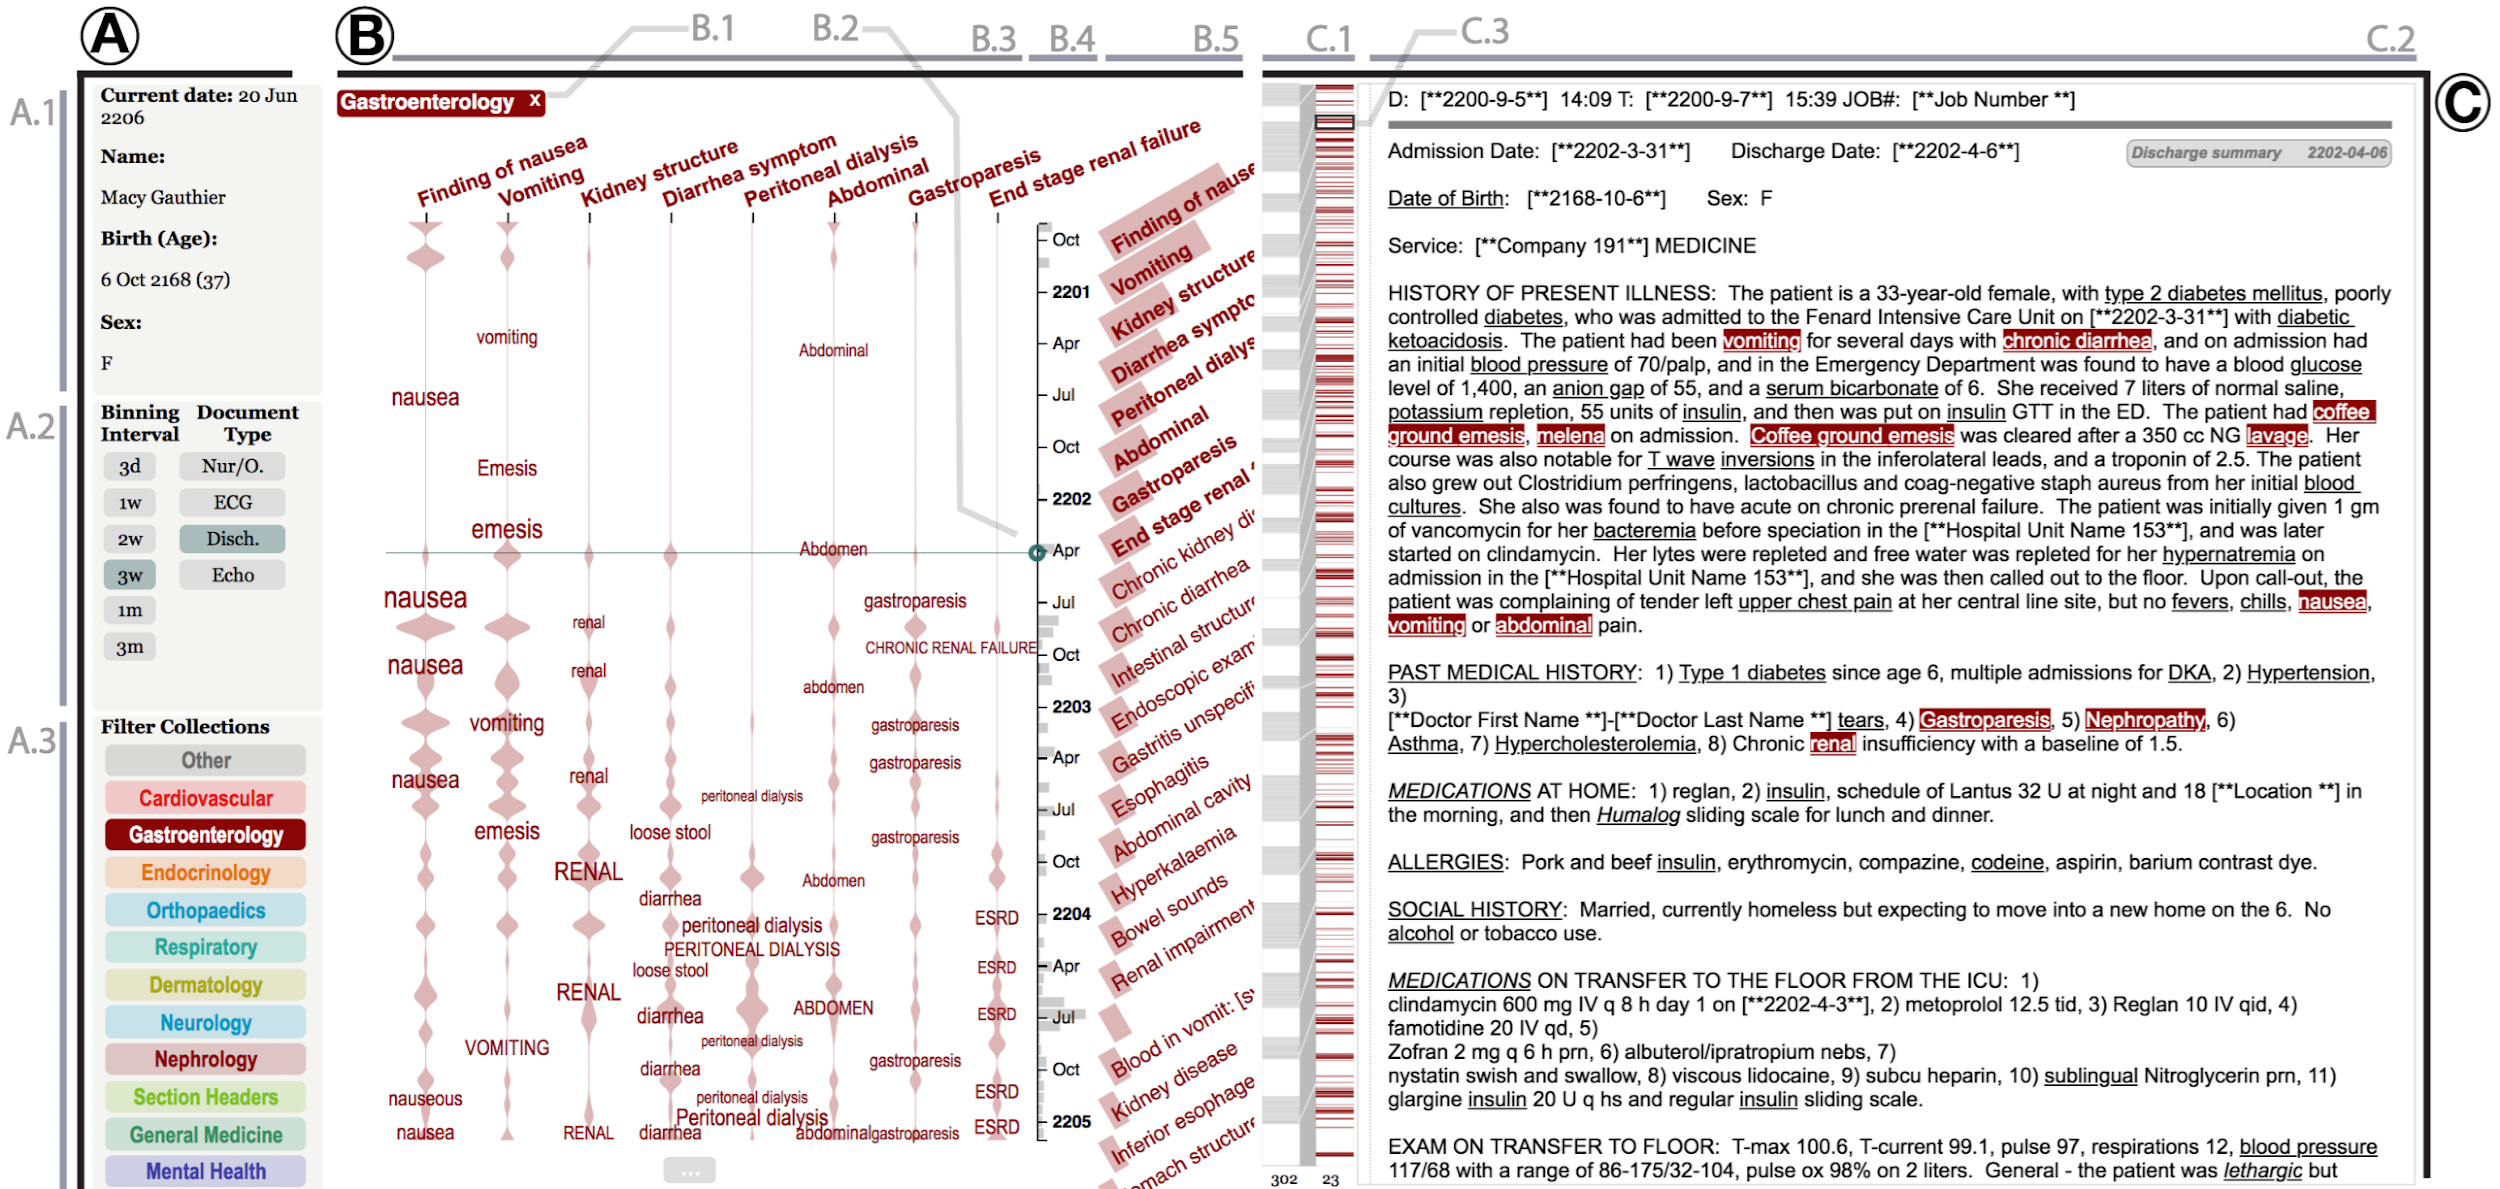 A
B
B.1
B.2
B.3
B.4
B.5
C.1
C.3
C.2
C
A.1
Current date: 20 Jun
2206
Name:
Macy Gauthier
Birth (Age):
6 Oct 2168 (37)
Sex:
F
A.2
Binning Interval
Document Type
3d
Nur/O.
1w
ECG
2w
Disch.
3w
Echo
1m
3m
A.3
Filter Collections
Other
Cardiovascular
Gastroenterology
Endocrinology
Orthopaedics
Respiratory
Dermatology
Neurology
Nephrology
Section Headers
General Medicine
Mental Health
Gastroenterology x
Finding of nausea
Vomiting
Kidney structure
Diarrhea symptom
Peritoneal dialysis
Abdominal
Gastroparesis
End stage renal failure
vomiting
Abdominal
nausea
Emesis
emesis
Abdomen
nausea
gastroparesis
renal
CHRONIC RENAL FAILURE
nausea
renal
abdomen
vomiting
gastroparesis
gastroparesis
nausea
renal
peritoneal dialysis
emesis
loose stool
gastroparesis
RENAL
Abdomen
diarrhea
peritoneal dialysis
ESRD
PERITONEAL DIALYSIS
loose stool
ESRD
RENAL
ABDOMEN
diarrhea
ESRD
peritoneal dialysis
VOMITING
gastroparesis
diarrhea
nauseous
peritoneal dialysis
ESRD
Peritoneal dialysis
nausea
RENAL
diarrhea
abdominal
gastroparesis
ESRD
...
Oct
2201
Apr
Jul
Oct
2202
Apr
Jul
Oct
2203
Apr
Jul
Oct
2204
Apr
Jul
Oct
2205
Finding of nause
Vomiting
Kidney structure
Diarrhea sympto
Peritoneal dialys
Abdominal
Gastroparesis
End stage renal
Chronic kidney di
Chronic diarrhea
Intestinal structur
Endoscopic exam
Gastritis unspecifi
Esophagitis
Abdominal cavity
Hyperkalaemia
Bowel sounds
Renal impairment
Blood in vomit: [s
Kidney disease
Inferior esophage
omach structure
302
23
D: [**2200-9-5**] 14:09 T: [**2200-9-7**] 15:39 JOB#: [**Job Number **]
Admission Date: [**2202-3-31**] Discharge Date: [**2202-4-6**]
Discharge summary 2202-04-06
Date of Birth: [**2168-10-6**] Sex: F
Service: [**Company 191**] MEDICINE
HISTORY OF PRESENT ILLNESS: The patient is a 33-year-old female, with type 2 diabetes mellitus, poorly
controlled diabetes, who was admitted to the Fenard Intensive Care Unit on [**2202-3-31**] with diabetic
ketoacidosis. The patient had been vomiting for several days with chronic diarrhea, and on admission had
an initial blood pressure of 70/palp, and in the Emergency Department was found to have a blood glucose
level of 1,400, an anion gap of 55, and a serum bicarbonate of 6. She received 7 liters of normal saline,
potassium repletion, 55 units of insulin, and then was put on insulin GTT in the ED. The patient had coffee
ground emesis, melena on admission. Coffee ground emesis was cleared after a 350 cc NG lavage. Her
course was also notable for T wave inversions in the inferolateral leads, and a troponin of 2.5. The patient
also grew out Clostridium perfringens, lactobacillus and coag-negative staph aureus from her initial blood
cultures. She also was found to have acute on chronic prerenal failure. The patient was initially given 1 gm
of vancomycin for her bacteremia before speciation in the [**Hospital Unit Name 153**], and was later
started on clindamycin. Her lytes were repleted and free water was repleted for her hypernatremia on
admission in the [**Hospital Unit Name 153**], and she was then called out to the floor. Upon call-out, the
patient was complaining of tender left upper chest pain at her central line site, but no fevers, chills, nausea,
vomiting or abdominal pain.
PAST MEDICAL HISTORY: 1) Type 1 diabetes since age 6, multiple admissions for DKA, 2) Hypertension,
3)
[**Doctor First Name **]-[**Doctor Last Name **] tears, 4) Gastroparesis, 5) Nephropathy, 6)
Asthma, 7) Hypercholesterolemia, 8) Chronic renal insufficiency with a baseline of 1.5.
MEDICATIONS AT HOME: 1) reglan, 2) insulin, schedule of Lantus 32 U at night and 18 [**Location **] in
the morning, and then Humalog sliding scale for lunch and dinner.
ALLERGIES: Pork and beef insulin, erythromycin, compazine, codeine, aspirin, barium contrast dye.
SOCIAL HISTORY: Married, currently homeless but expecting to move into a new home on the 6. No
alcohol or tobacco use.
MEDICATIONS ON TRANSFER TO THE FLOOR FROM THE ICU: 1)
clindamycin 600 mg IV q 8 h day 1 on [**2202-4-3**], 2) metoprolol 12.5 tid, 3) Reglan 10 IV qid, 4)
famotidine 20 IV qd, 5)
Zofran 2 mg q 6 h prn, 6) albuterol/ipratropium nebs, 7)
nystatin swish and swallow, 8) viscous lidocaine, 9) subcu heparin, 10) sublingual Nitroglycerin prn, 11)
glargine insulin 20 U q hs and regular insulin sliding scale.
EXAM ON TRANSFER TO FLOOR: T-max 100.6, T-current 99.1, pulse 97, respirations 12, blood pressure
117/68 with a range of 86-175/32-104, pulse ox 98% on 2 liters. General - the patient was lethargic but